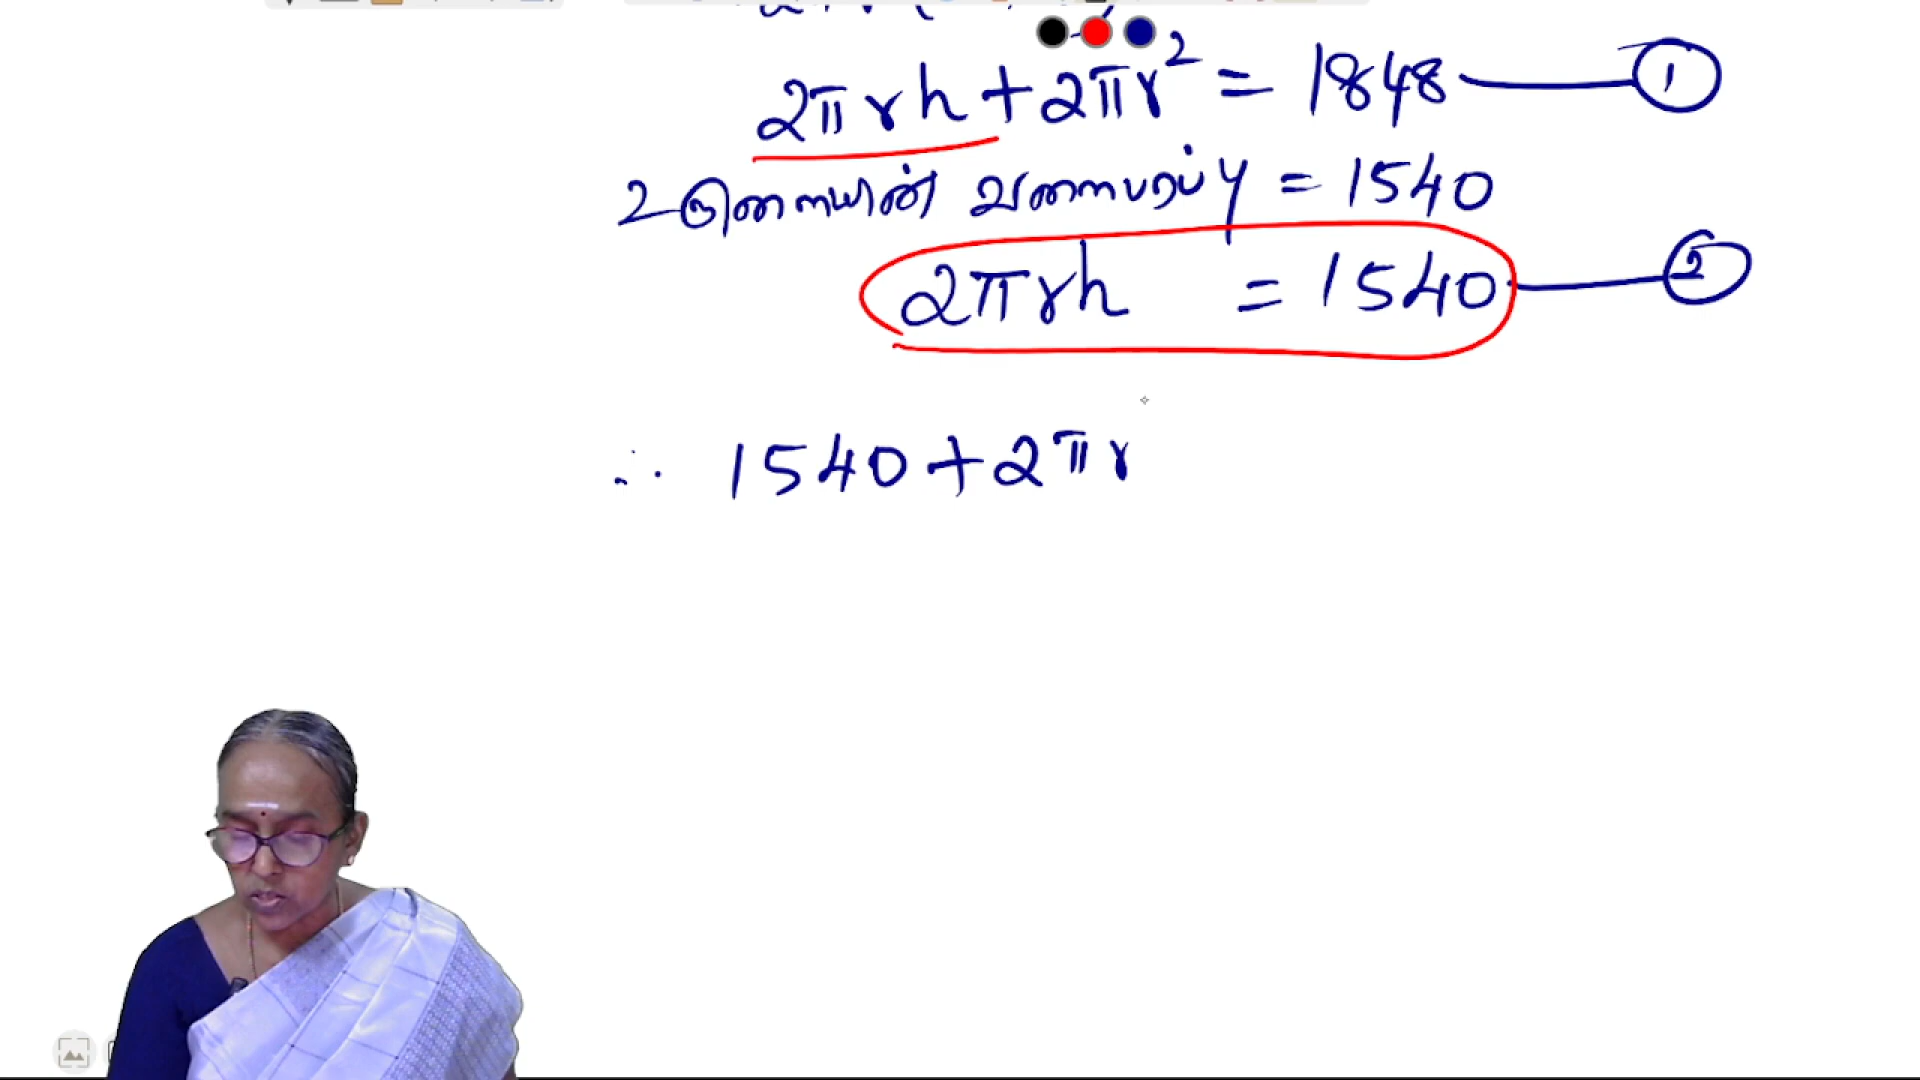 2πrh + 2πr² = 1848 ——— ①
உருளையின் வளைபரப்பு = 1540
2πrh = 1540 ——— ②
∴ 1540 + 2πr